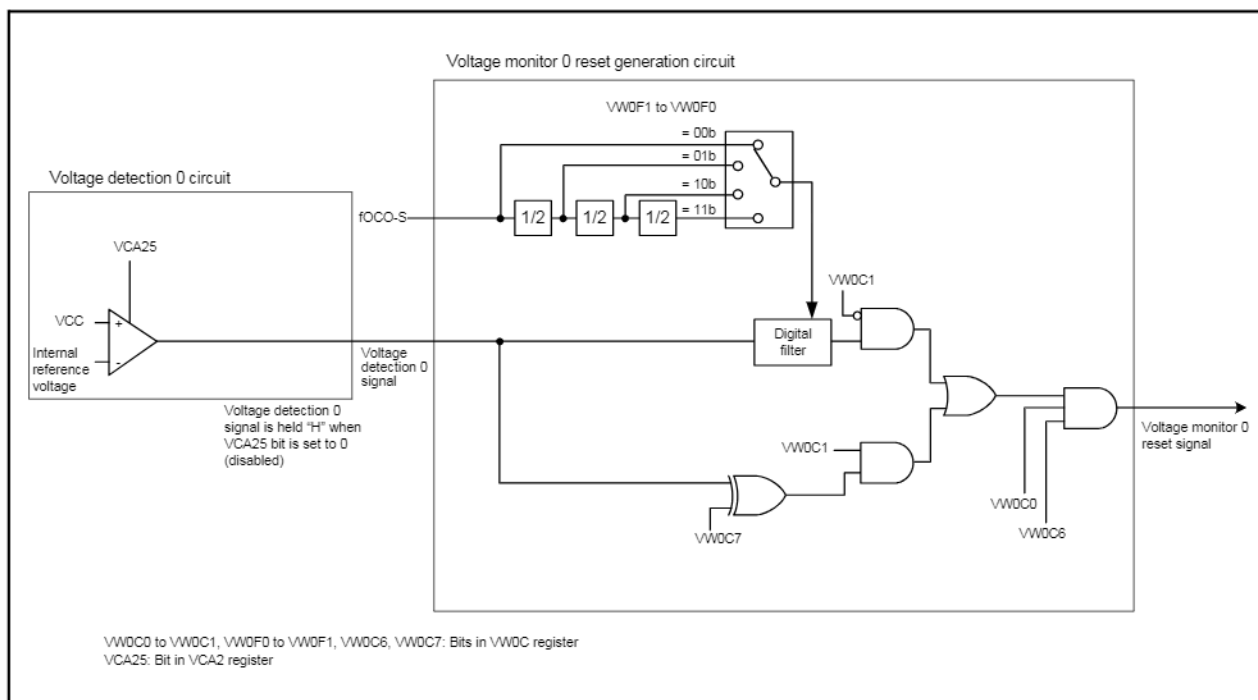 Voltage monitor 0 reset generation circuit
VW0F1 to VW0F0
= 00b
= 01b
= 10b
= 11b
Voltage detection 0 circuit
fOCO-S
1/2
1/2
1/2
VCA25
VCC
+
-
Internal
reference
voltage
Voltage
detection 0
signal
Voltage detection 0
signal is held “H” when
VCA25 bit is set to 0
(disabled)
Digital
filter
VW0C1
VW0C1
VW0C7
VW0C0
VW0C6
Voltage monitor 0
reset signal
VW0C0 to VW0C1, VW0F0 to VW0F1, VW0C6, VW0C7: Bits in VW0C register
VCA25: Bit in VCA2 register